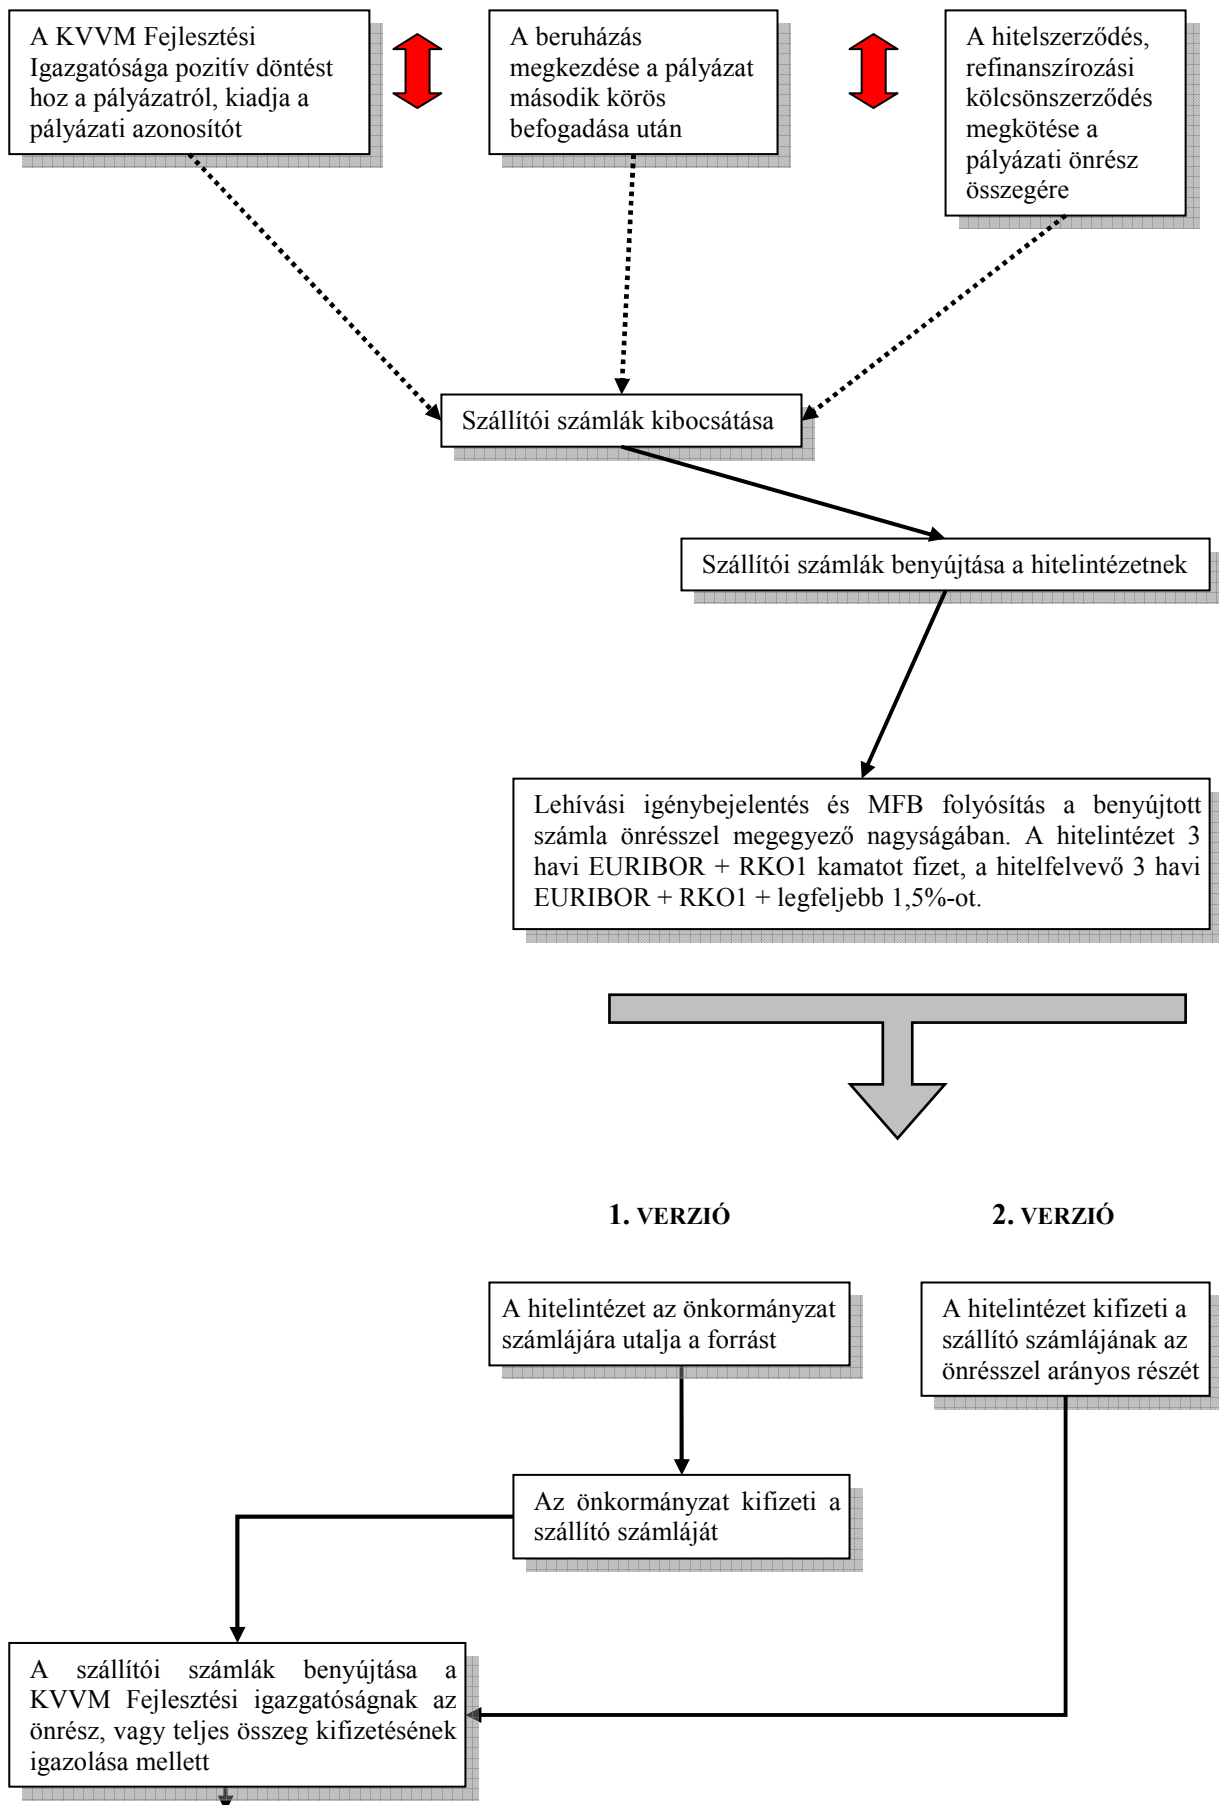 A KVVM Fejlesztési
Igazgatósága pozitív döntést
hoz a pályázatról, kiadja a
pályázati azonosítót
A beruházás
megkezdése a pályázat
második körös
befogadása után
A hitelszerződés,
refinanszírozási
kölcsönszerződés
megkötése a
pályázati önrész
összegére
Szállítói számlák kibocsátása
Szállítói számlák benyújtása a hitelintézetnek
Lehívási igénybejelentés és MFB folyósítás a benyújtott
számla önrésszel megegyező nagyságában. A hitelintézet 3
havi EURIBOR + RKO1 kamatot fizet, a hitelfelvevő 3 havi
EURIBOR + RKO1 + legfeljebb 1,5%-ot.
1. VERZIÓ
2. VERZIÓ
A hitelintézet az önkormányzat
számlájára utalja a forrást
A hitelintézet kifizeti a
szállító számlájának az
önrésszel arányos részét
Az önkormányzat kifizeti a
szállító számláját
A szállítói számlák benyújtása a
KVVM Fejlesztési igazgatóságnak az
önrész, vagy teljes összeg kifizetésének
igazolása mellett